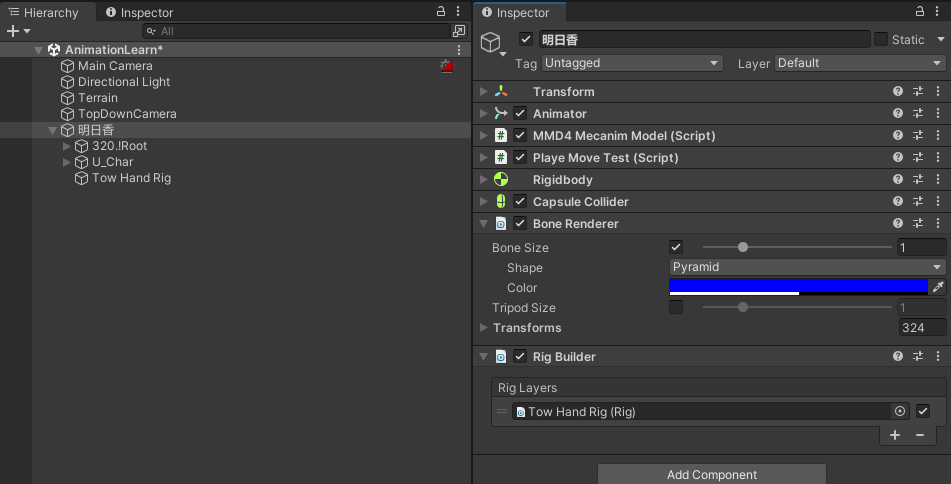 Hierarchy
Inspector
All
AnimationLearn*
Main Camera
Directional Light
Terrain
TopDownCamera
明日香
320.!Root
U_Char
Tow Hand Rig
Inspector
明日香
Static
Tag Untagged Layer Default
Transform
Animator
MMD4 Mecanim Model (Script)
Playe Move Test (Script)
Rigidbody
Capsule Collider
Bone Renderer
Bone Size 1
Shape Pyramid
Color
Tripod Size 1
Transforms 324
Rig Builder
Rig Layers
Tow Hand Rig (Rig)
Add Component